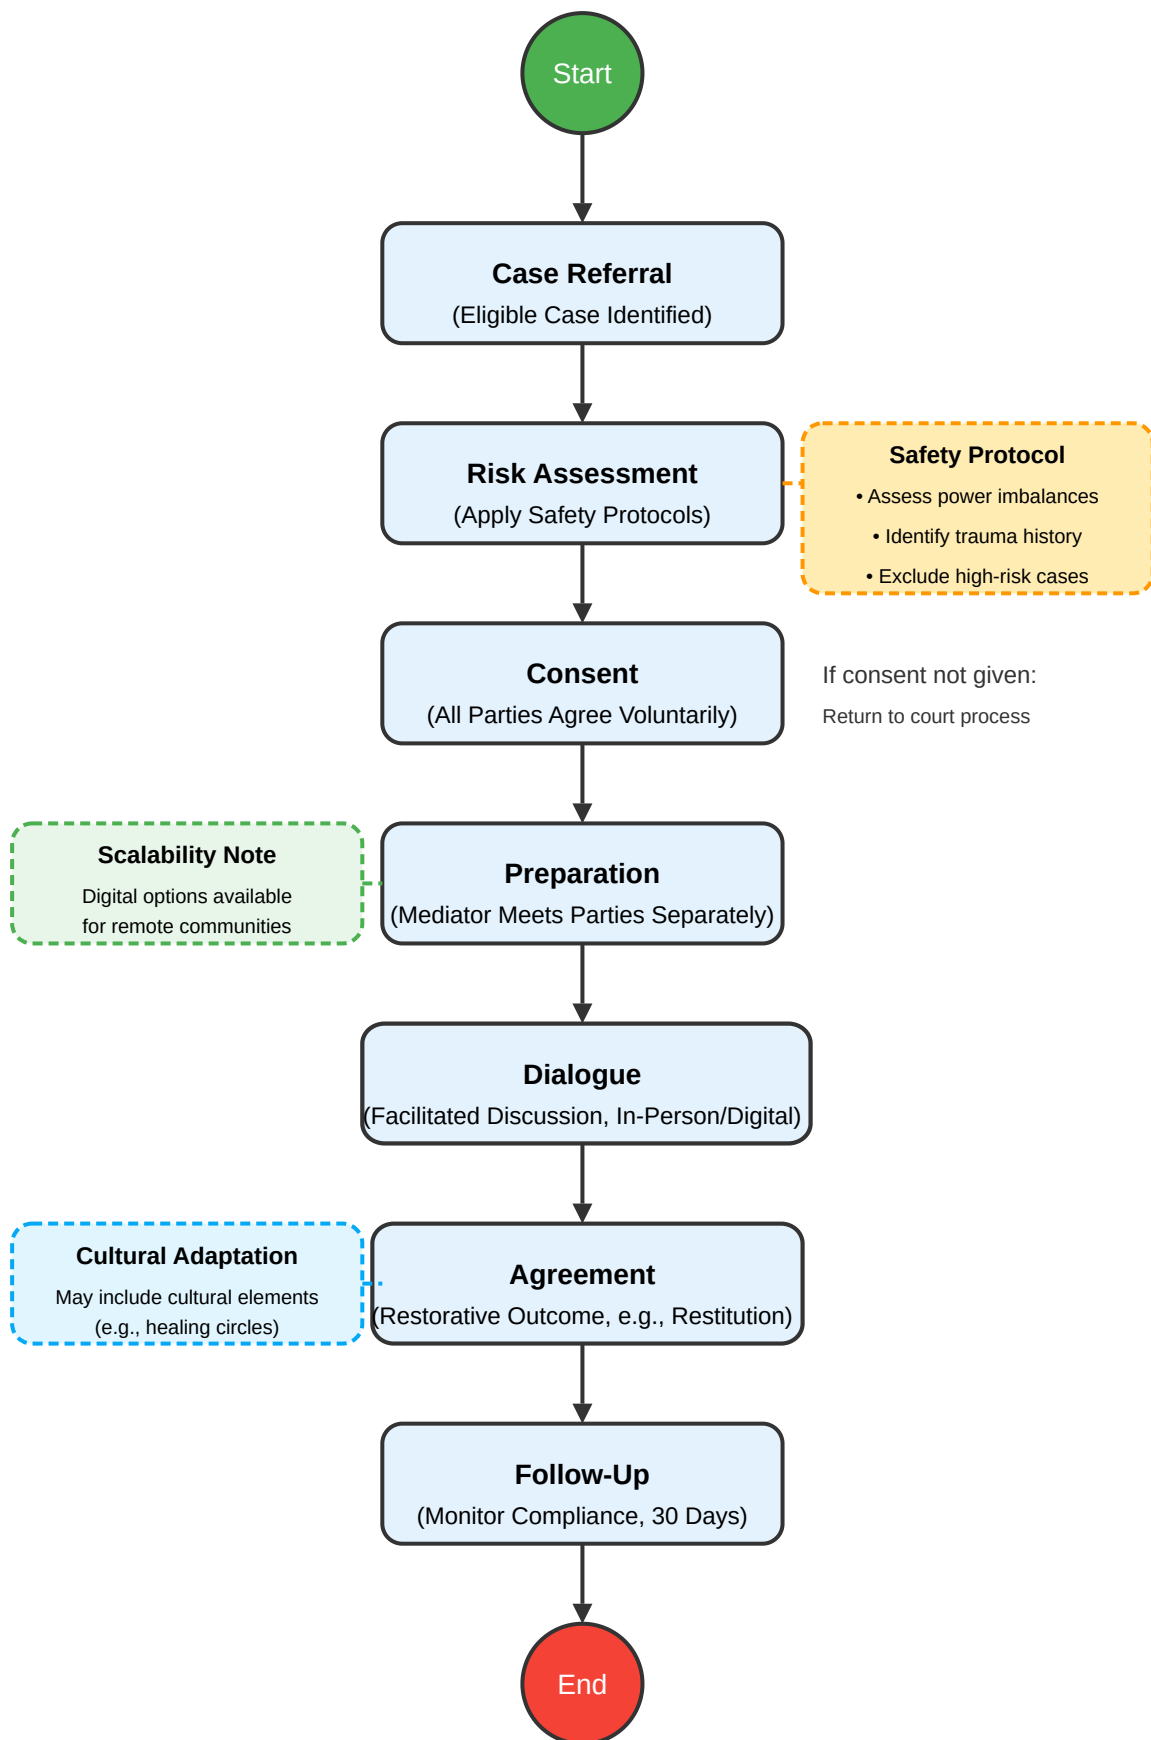 Start
Case Referral
(Eligible Case Identified)
Risk Assessment
(Apply Safety Protocols)
Safety Protocol
• Assess power imbalances
• Identify trauma history
• Exclude high-risk cases
Consent
(All Parties Agree Voluntarily)
If consent not given:
Return to court process
Scalability Note
Digital options available
for remote communities
Preparation
(Mediator Meets Parties Separately)
Dialogue
(Facilitated Discussion, In-Person/Digital)
Cultural Adaptation
May include cultural elements
(e.g., healing circles)
Agreement
(Restorative Outcome, e.g., Restitution)
Follow-Up
(Monitor Compliance, 30 Days)
End